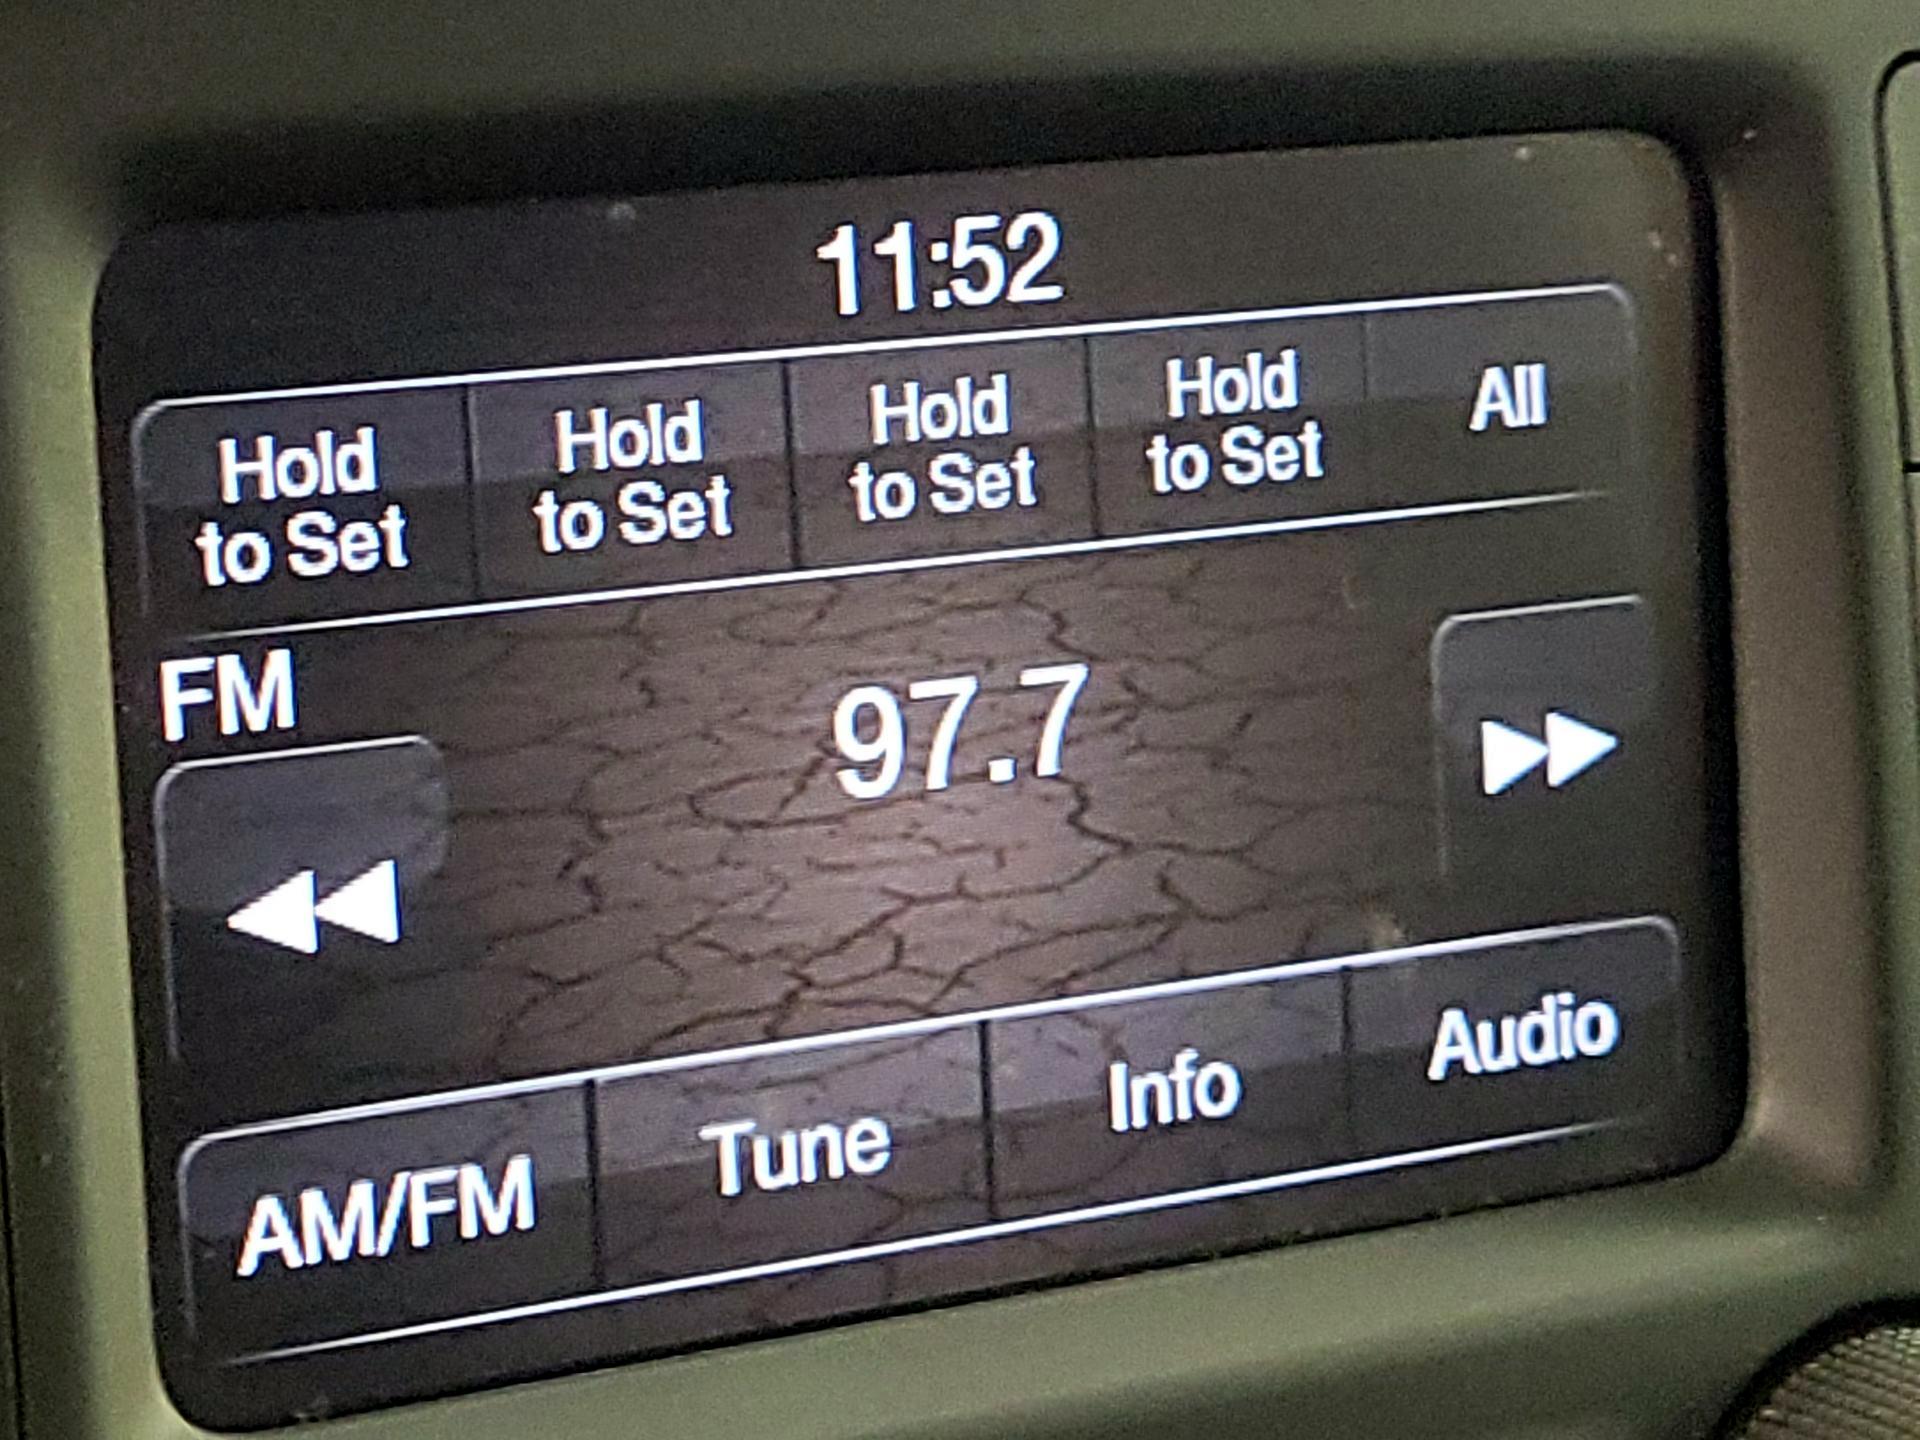 11:52
Hold to Set Hold to Set Hold to Set Hold to Set All
FM
97.7
AM/FM Tune Info Audio